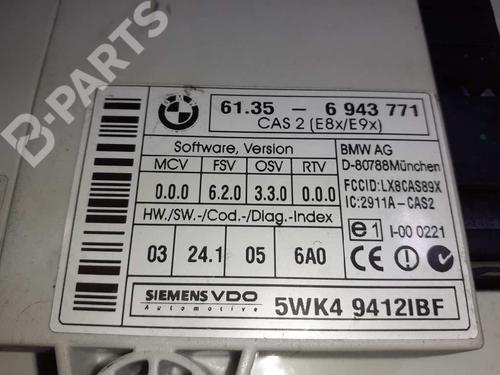 B-PARTS
BMW
61.35 - 6 943 771
CAS 2 (E8x/E9x)
Software, Version
MCV FSV OSV RTV
0.0.0 6.2.0 3.3.0 0.0.0
HW./SW.-/Cod.-/Diag.-Index
03 24.1 05 6A0
BMW AG
D-80788München
FCCID:LX8CAS89X
IC:2911A-CAS2
e1 I-00 0221
CE N
SIEMENS VDO
Automotive
5WK4 9412IBF